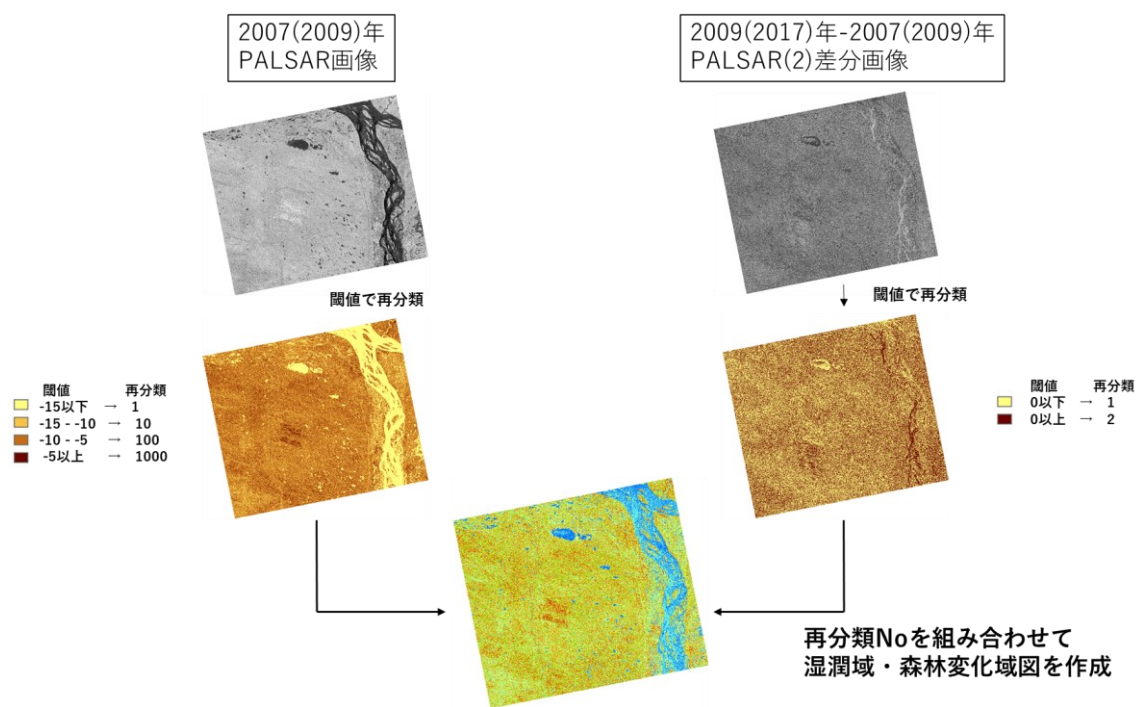 2007(2009)年
PALSAR画像
2009(2017)年-2007(2009)年
PALSAR(2)差分画像
閾値で再分類
閾値で再分類
閾値 再分類
-15以下 → 1
-15 - -10 → 10
-10 - -5 → 100
-5以上 → 1000
閾値 再分類
0以下 → 1
0以上 → 2
再分類Noを組み合わせて
湿潤域・森林変化域図を作成